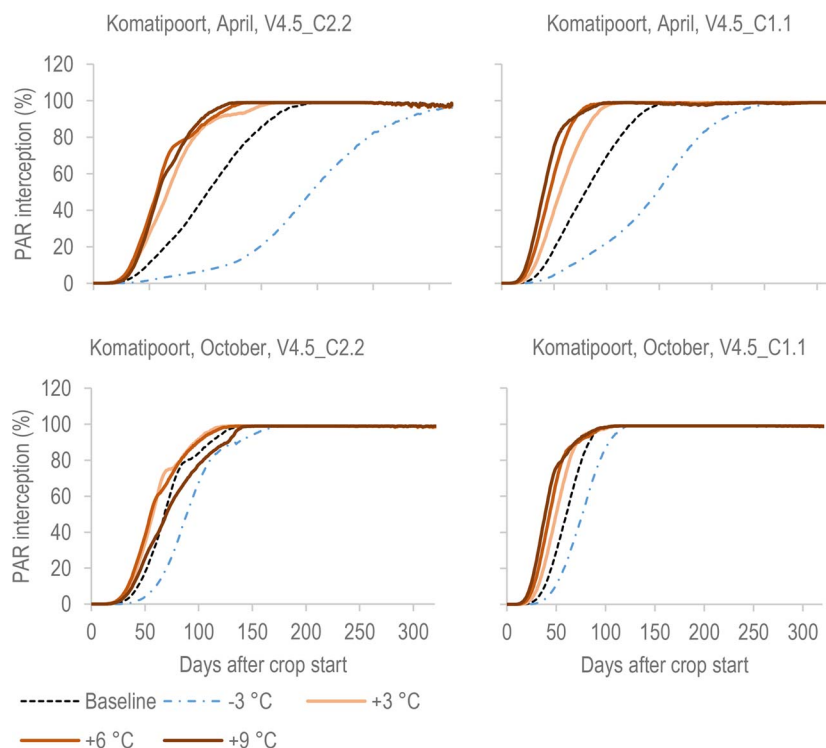 Komatipoort, April, V4.5_C2.2
Komatipoort, April, V4.5_C1.1
PAR interception (%)
120
100
80
60
40
20
0
Komatipoort, October, V4.5_C2.2
Komatipoort, October, V4.5_C1.1
PAR interception (%)
120
100
80
60
40
20
0
0 50 100 150 200 250 300
0 50 100 150 200 250 300
Days after crop start
Days after crop start
Baseline -3 °C +3 °C
+6 °C +9 °C